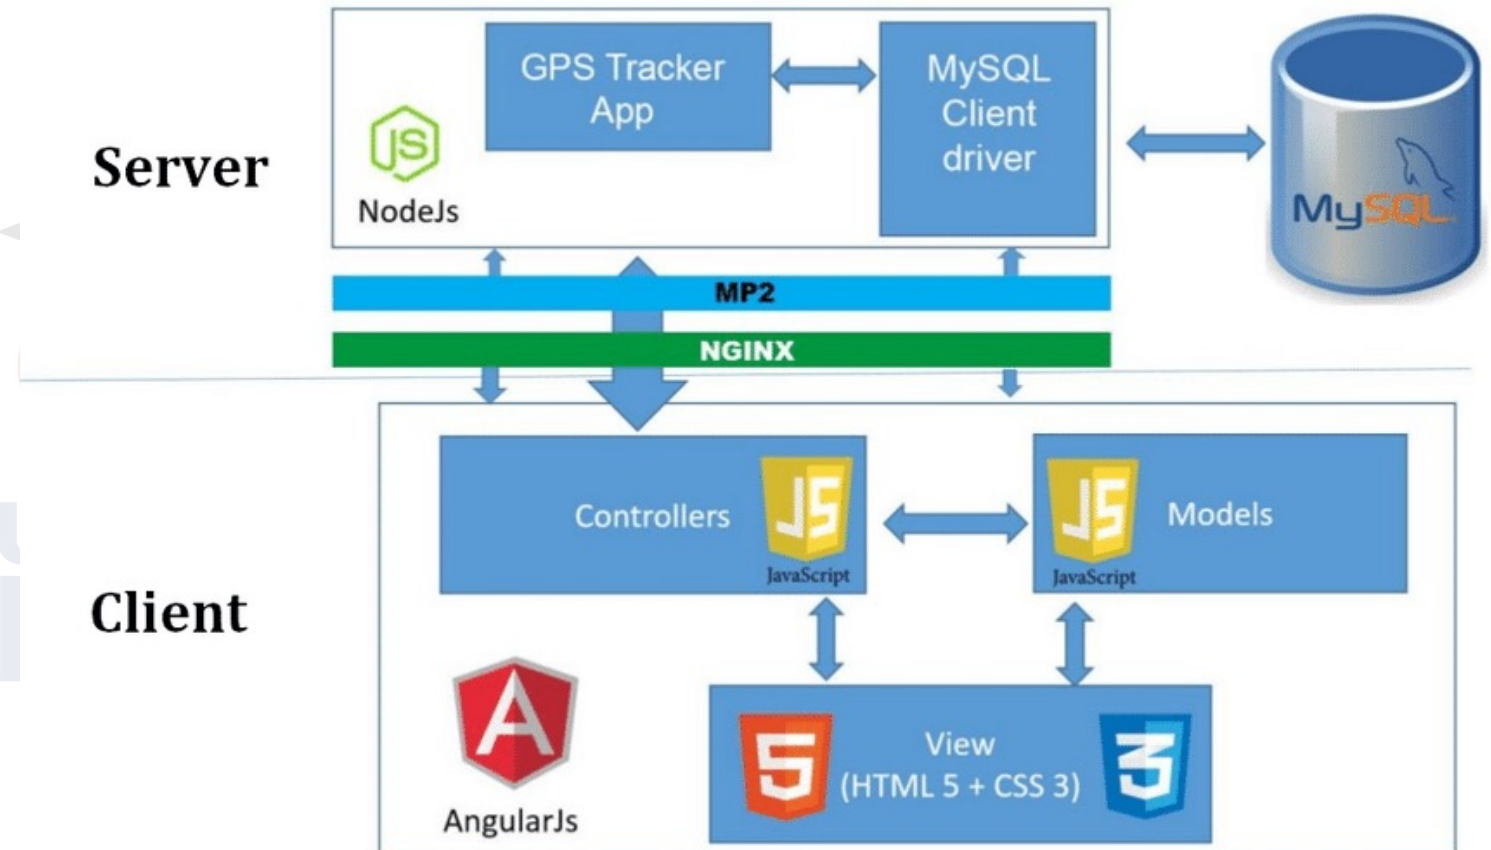 Server
GPS Tracker
App
MySQL
Client
driver
JS
NodeJs
MySQL
MP2
NGINX
Client
Controllers
JS
JavaScript
JS
JavaScript
Models
A
AngularJs
5
View
(HTML 5 + CSS 3)
3